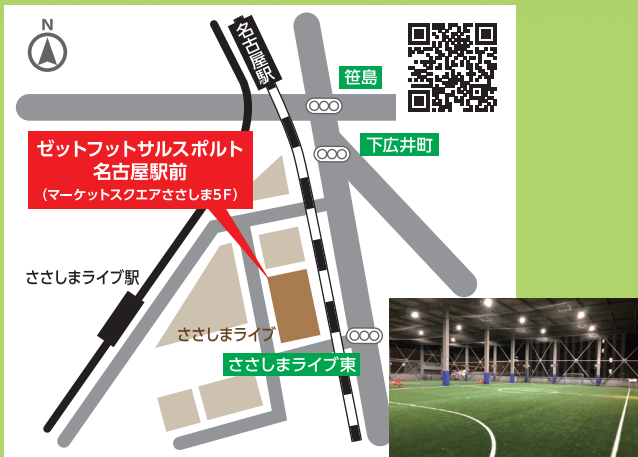 N
名古屋駅
笹島
下広井町
ゼットフットサルスポルト
名古屋駅前
(マーケットスクエアささしま5F)
ささしまライブ駅
ささしまライブ
ささしまライブ東